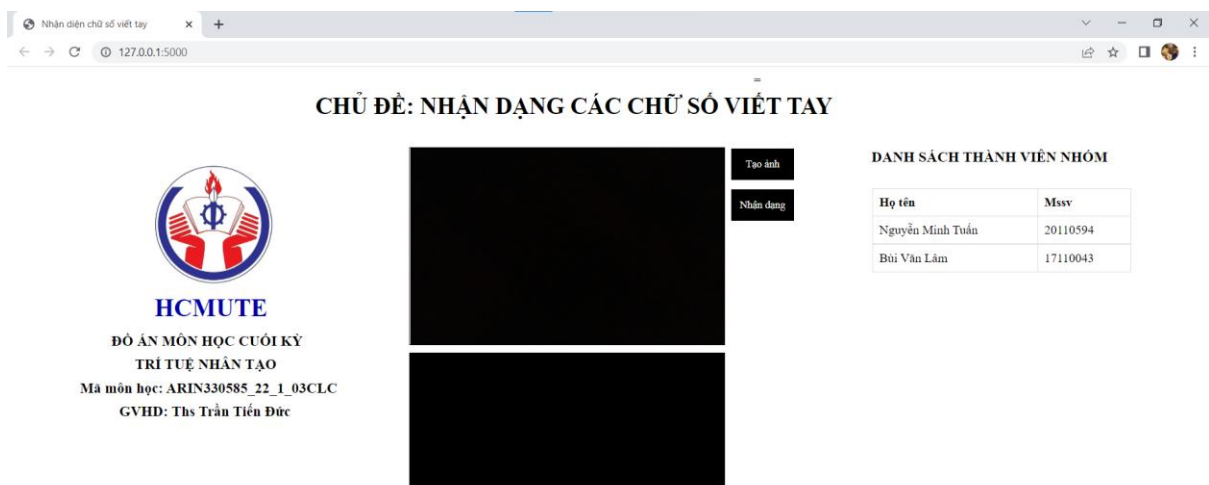 Nhận diện chữ số viết tay
127.0.0.1:5000
=
CHỦ ĐỀ: NHẬN DẠNG CÁC CHỮ SỐ VIẾT TAY
HCMUTE
ĐỒ ÁN MÔN HỌC CUỐI KỲ
TRÍ TUỆ NHÂN TẠO
Mã môn học: ARIN330585_22_1_03CLC
GVHD: Ths Trần Tiến Đức
Tạo ảnh
Nhận dạng
DANH SÁCH THÀNH VIÊN NHÓM
Họ tên Mssv
Nguyễn Minh Tuấn 20110594
Bùi Văn Lâm 17110043